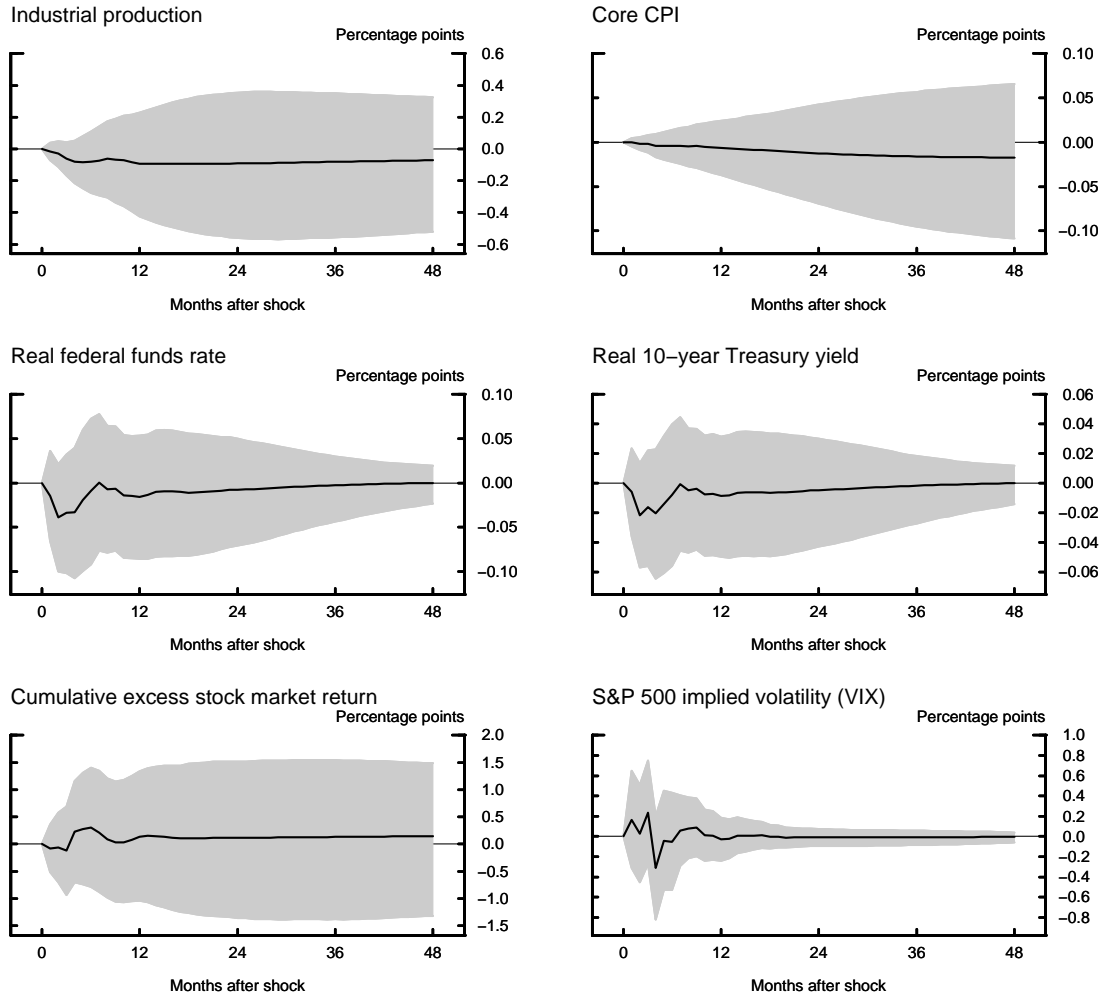 Industrial production
Percentage points
0.6
0.4
0.2
0.0
−0.2
−0.4
−0.6
0 12 24 36 48
Months after shock
Core CPI
Percentage points
0.10
0.05
0.00
−0.05
−0.10
0 12 24 36 48
Months after shock
Real federal funds rate
Percentage points
0.10
0.05
0.00
−0.05
−0.10
0 12 24 36 48
Months after shock
Real 10−year Treasury yield
Percentage points
0.06
0.04
0.02
0.00
−0.02
−0.04
−0.06
0 12 24 36 48
Months after shock
Cumulative excess stock market return
Percentage points
2.0
1.5
1.0
0.5
0.0
−0.5
−1.0
−1.5
0 12 24 36 48
Months after shock
S&P 500 implied volatility (VIX)
Percentage points
1.0
0.8
0.6
0.4
0.2
0.0
−0.2
−0.4
−0.6
−0.8
0 12 24 36 48
Months after shock